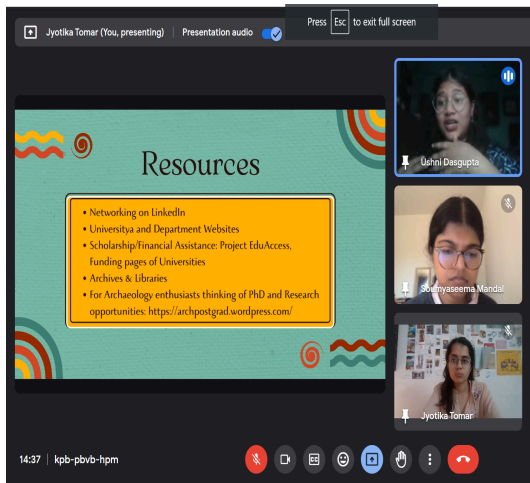 Press Esc to exit full screen
Jyotika Tomar (You, presenting) | Presentation audio
Ushni Dasgupta
Resources
• Networking on LinkedIn
• Universitya and Department Websites
• Scholarship/Financial Assistance: Project EduAccess,
Funding pages of Universities
• Archives & Libraries
• For Archaeology enthusiasts thinking of PhD and Research
opportunities: https://archpostgrad.wordpress.com/
Soumyaseema Mandal
Jyotika Tomar
14:37 | kpb-pbvb-hpm
CC